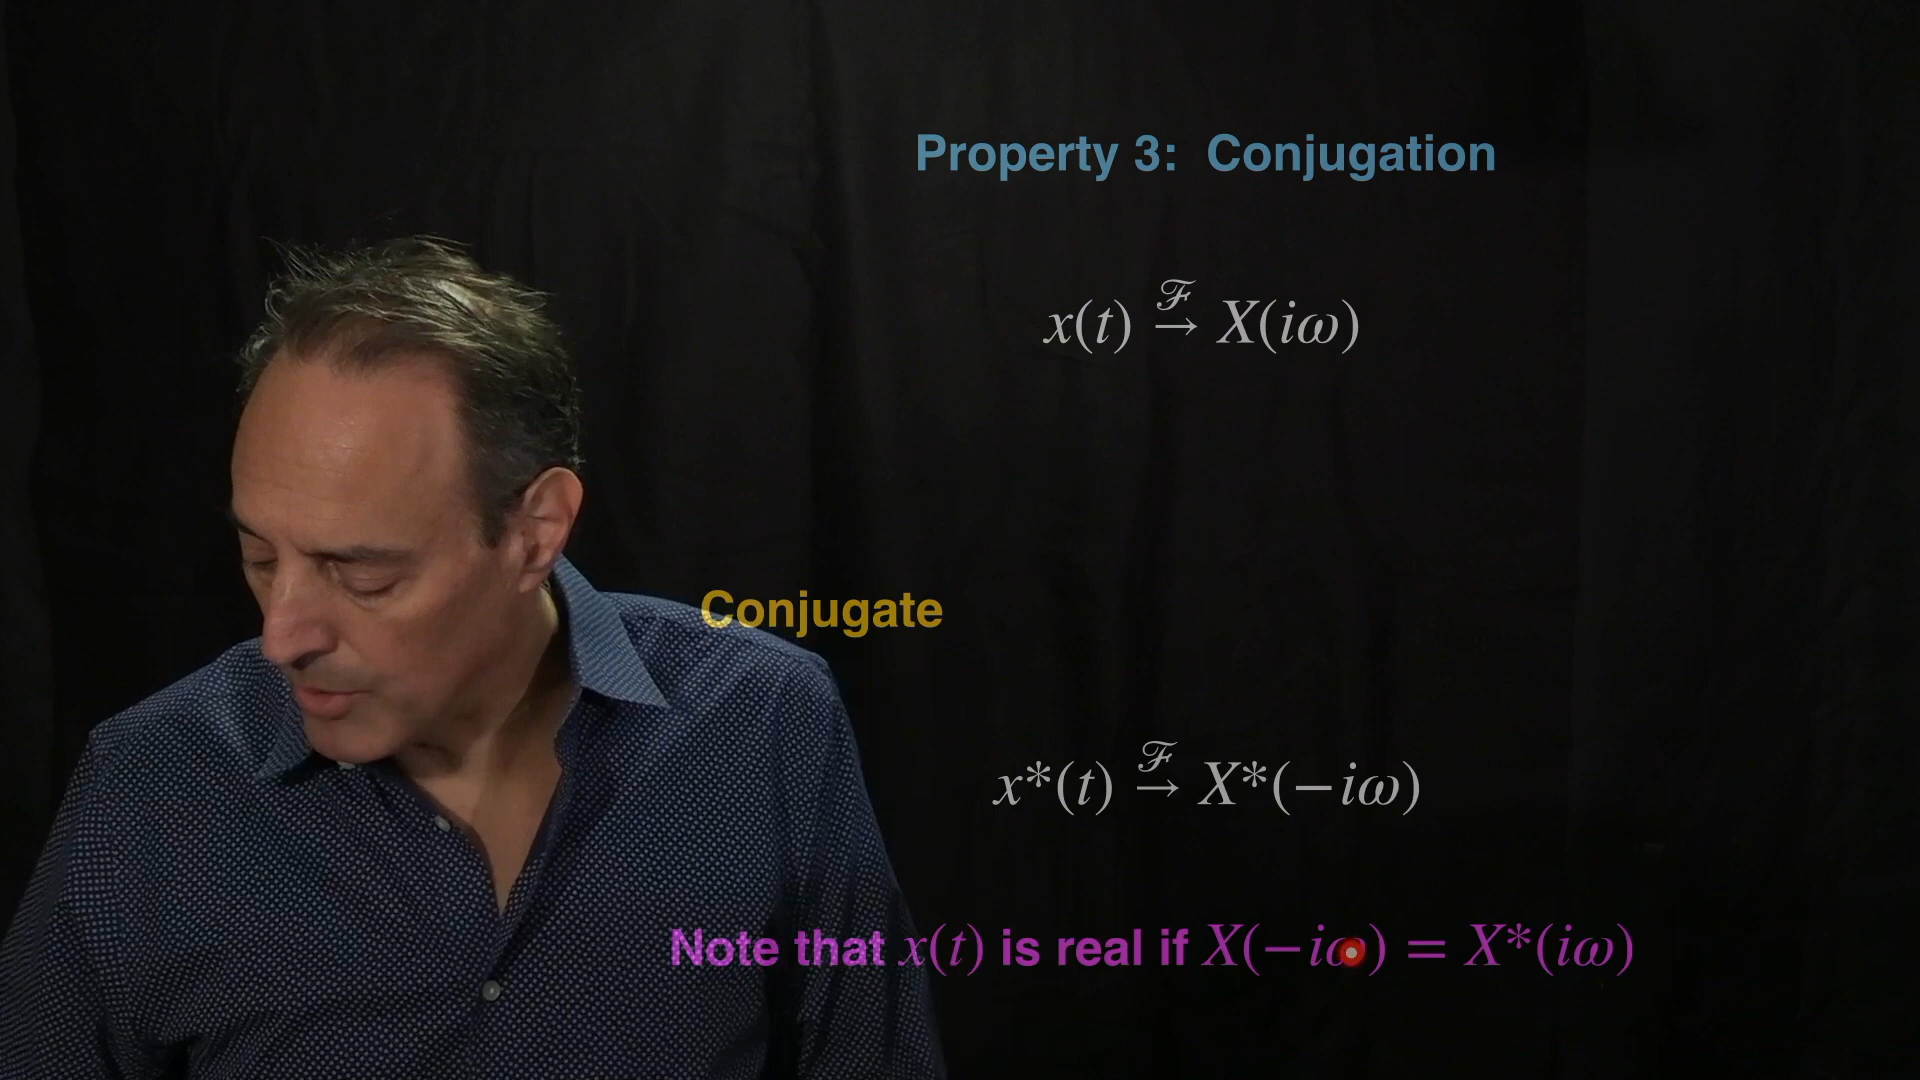 Property 3: Conjugation
x(t) ℱ→ X(iω)
Conjugate
x*(t) ℱ→ X*(−iω)
Note that x(t) is real if X(−iω) = X*(iω)